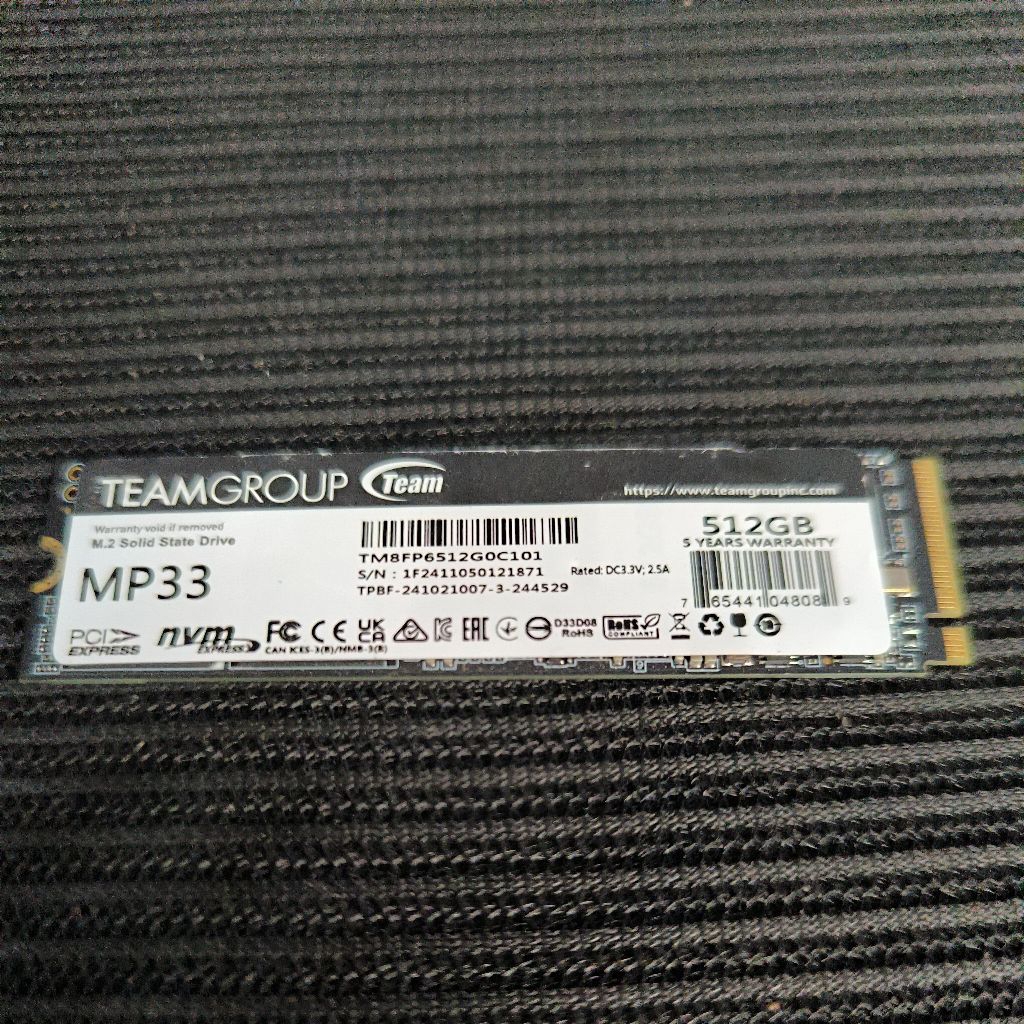 TEAMGROUP Team
https://www.teamgroupinc.com
Warranty void if removed
M.2 Solid State Drive
MP33
TM8FP6512G0C101
S/N : 1F2411050121871
TPBF-241021007-3-244529
Rated: DC3.3V; 2.5A
512GB
5 YEARS WARRANTY
7 65441 04808 9
PCI EXPRESS
nvm EXPRESS
FC CE UK CA
EAC
D33D08
RoHS
RoHS COMPLIANT
CAN ICES-3(B)/NMB-3(B)